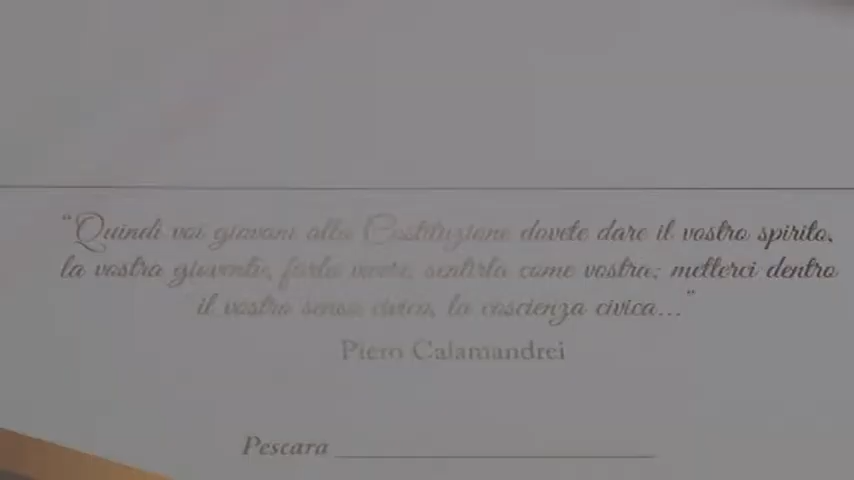 “Quindi voi giovani alla Costituzione dovete dare il vostro spirito,
la vostra gioventù, farla vivere, sentirla come vostra; metterci dentro
il vostro senso civico, la coscienza civica...”
Piero Calamandrei
Pescara